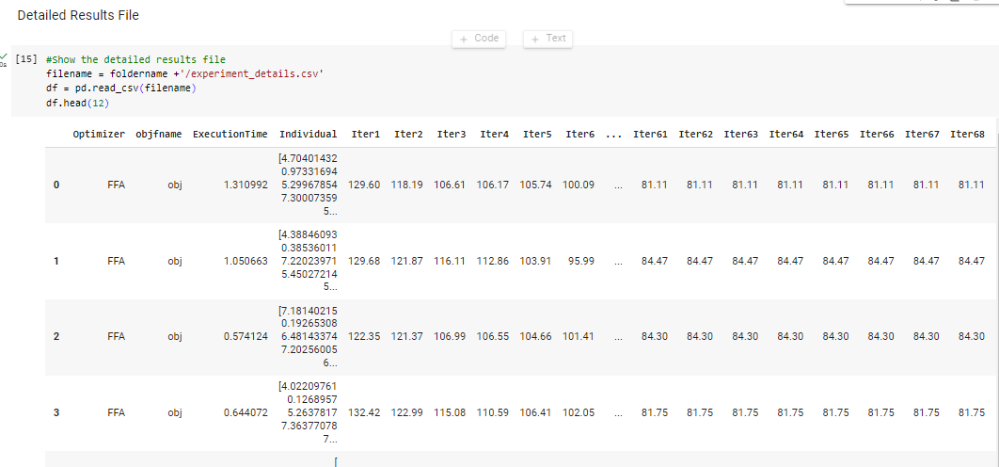 Detailed Results File
+ Code + Text
[15] #Show the detailed results file
filename = foldername +'/experiment_details.csv'
df = pd.read_csv(filename)
df.head(12)
Optimizer objfname ExecutionTime Individual Iter1 Iter2 Iter3 Iter4 Iter5 Iter6 ... Iter61 Iter62 Iter63 Iter64 Iter65 Iter66 Iter67 Iter68
[4.70401432
0.97331694
0 FFA obj 1.310992 5.29967854 129.60 118.19 106.61 106.17 105.74 100.09 ... 81.11 81.11 81.11 81.11 81.11 81.11 81.11 81.11
7.30007359
5...
[4.38846093
0.38536011
1 FFA obj 1.050663 7.22023971 129.68 121.87 116.11 112.86 103.91 95.99 ... 84.47 84.47 84.47 84.47 84.47 84.47 84.47 84.47
5.45027214
5...
[7.18140215
0.19265308
2 FFA obj 0.574124 6.48143374 122.35 121.37 106.99 106.55 104.66 101.41 ... 84.30 84.30 84.30 84.30 84.30 84.30 84.30 84.30
7.20256005
6...
[4.02209761
0.1268957
3 FFA obj 0.644072 5.2637817 132.42 122.99 115.08 110.59 106.41 102.05 ... 81.75 81.75 81.75 81.75 81.75 81.75 81.75 81.75
7.36377078
7...
[